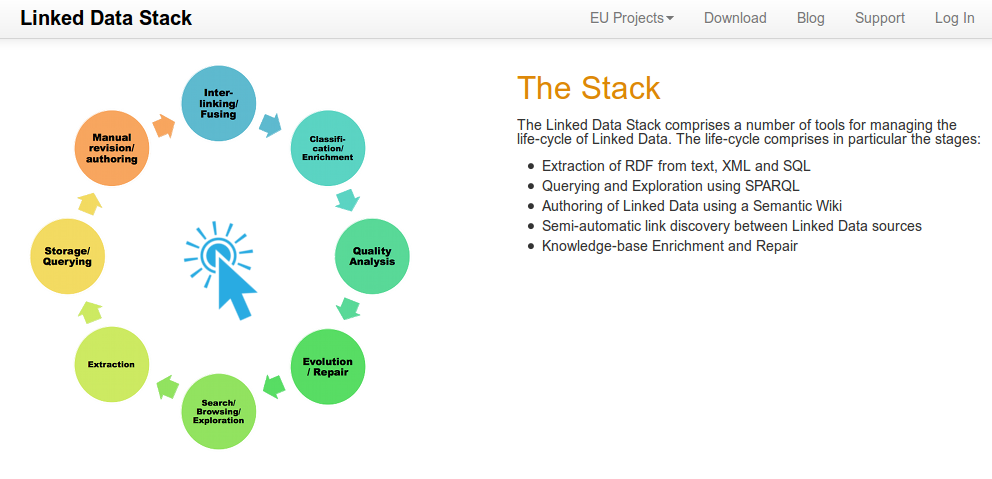 Linked Data Stack
EU Projects
Download
Blog
Support
Log In
Inter-
linking/
Fusing
Classifi-
cation/
Enrichment
Quality
Analysis
Evolution
/ Repair
Search/
Browsing/
Exploration
Extraction
Storage/
Querying
Manual
revision/
authoring
The Stack
The Linked Data Stack comprises a number of tools for managing the
life-cycle of Linked Data. The life-cycle comprises in particular the stages:
Extraction of RDF from text, XML and SQL
Querying and Exploration using SPARQL
Authoring of Linked Data using a Semantic Wiki
Semi-automatic link discovery between Linked Data sources
Knowledge-base Enrichment and Repair